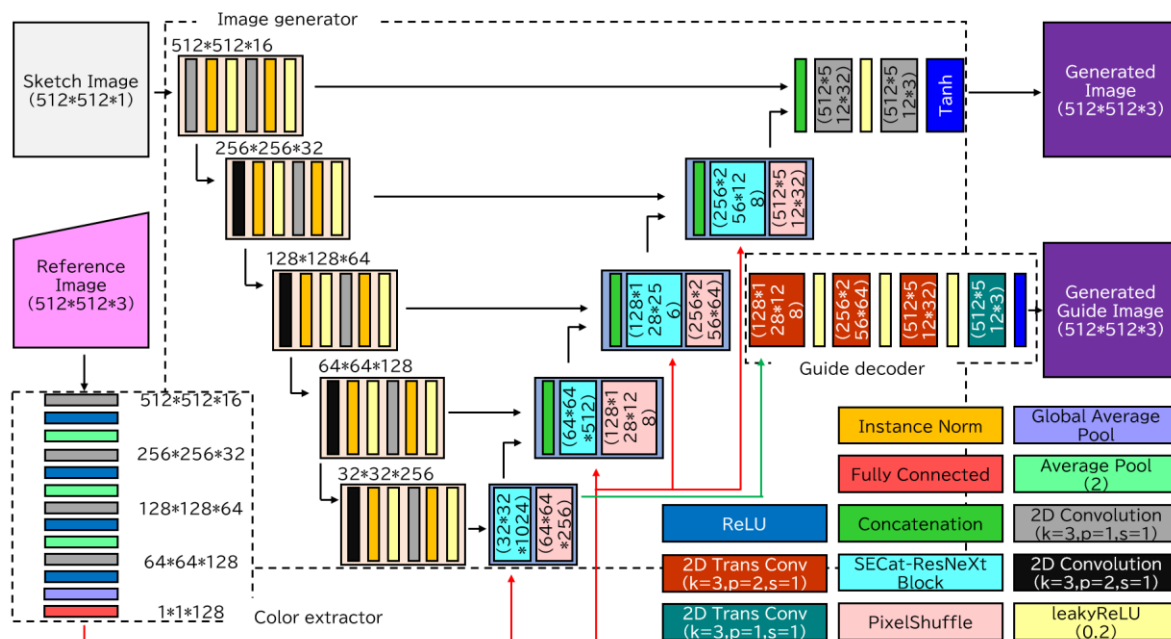 Image generator
Sketch Image
(512*512*1)
512*512*16
(512*5
12*32)
(512*5
12*3)
Tanh
Generated
Image
(512*512*3)
256*256*32
(256*2
56*12
8)
(512*5
12*32)
Reference
Image
(512*512*3)
128*128*64
(128*1
28*25
6)
(256*2
56*64)
(128*1
28*12
8)
(256*2
56*64)
(512*5
12*32)
(512*5
12*3)
Generated
Guide Image
(512*512*3)
Guide decoder
64*64*128
(64*64
*512)
(128*1
28*12
8)
32*32*256
(32*32
*1024)
(64*64
*256)
512*512*16
256*256*32
128*128*64
64*64*128
1*1*128
Color extractor
Instance Norm
Global Average
Pool
Fully Connected
Average Pool
(2)
ReLU
Concatenation
2D Convolution
(k=3,p=1,s=1)
2D Trans Conv
(k=3,p=2,s=1)
SECat-ResNeXt
Block
2D Convolution
(k=3,p=2,s=1)
2D Trans Conv
(k=3,p=1,s=1)
PixelShuffle
leakyReLU
(0.2)